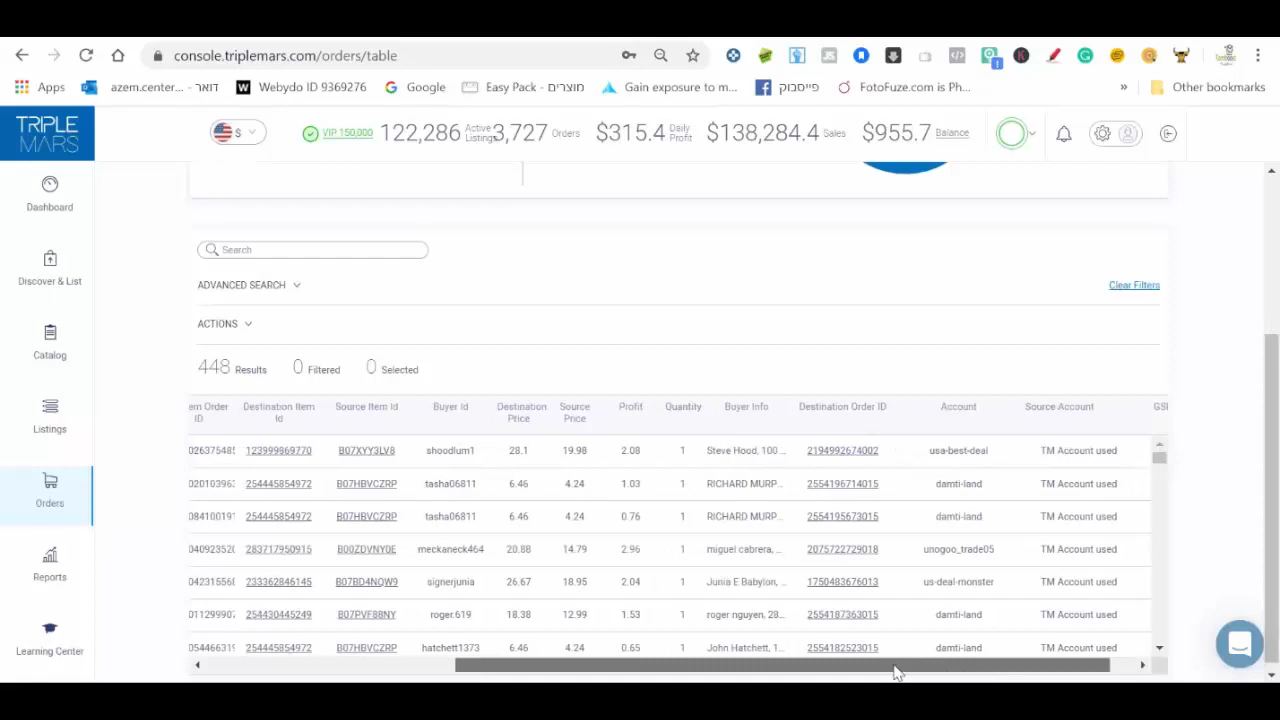 console.triplemars.com/orders/table
Apps azem.center... - דואר Webydo ID 9369276 Google Easy Pack - מוצרים Gain exposure to m... פייסבוק FotoFuze.com is Ph... » Other bookmarks
TRIPLE MARS
$ VIP 150,000 122,286 Active Listings 3,727 Orders $315.4 Daily Profit $138,284.4 Sales $955.7 Balance
Dashboard
Discover & List
Catalog
Listings
Orders
Reports
Learning Center
Search
ADVANCED SEARCH
Clear Filters
ACTIONS
448 Results 0 Filtered 0 Selected
em Order ID Destination Item Id Source Item Id Buyer Id Destination Price Source Price Profit Quantity Buyer Info Destination Order ID Account Source Account GS
123999869770 B07XYY3LV8 shoodlum1 28.1 19.98 2.08 1 Steve Hood, 100 ... 2194992674002 usa-best-deal TM Account used
254445854972 B07HBVCZRP tasha06811 6.46 4.24 1.03 1 RICHARD MURP... 2554196714015 damti-land TM Account used
254445854972 B07HBVCZRP tasha06811 6.46 4.24 0.76 1 RICHARD MURP... 2554195673015 damti-land TM Account used
283717950915 B00ZDVNY0E meckaneck464 20.88 14.79 2.96 1 miguel cabrera, ... 2075722729018 unogoo_trade05 TM Account used
233362846145 B07BD4NQW9 signerjunia 26.67 18.95 2.04 1 Junia E Babylon, ... 1750483676013 us-deal-monster TM Account used
254430445249 B07PVF88NY roger.619 18.38 12.99 1.53 1 roger nguyen, 28... 2554187363015 damti-land TM Account used
254445854972 B07HBVCZRP hatchett1373 6.46 4.24 0.65 1 John Hatchett, 1... 2554182523015 damti-land TM Account used